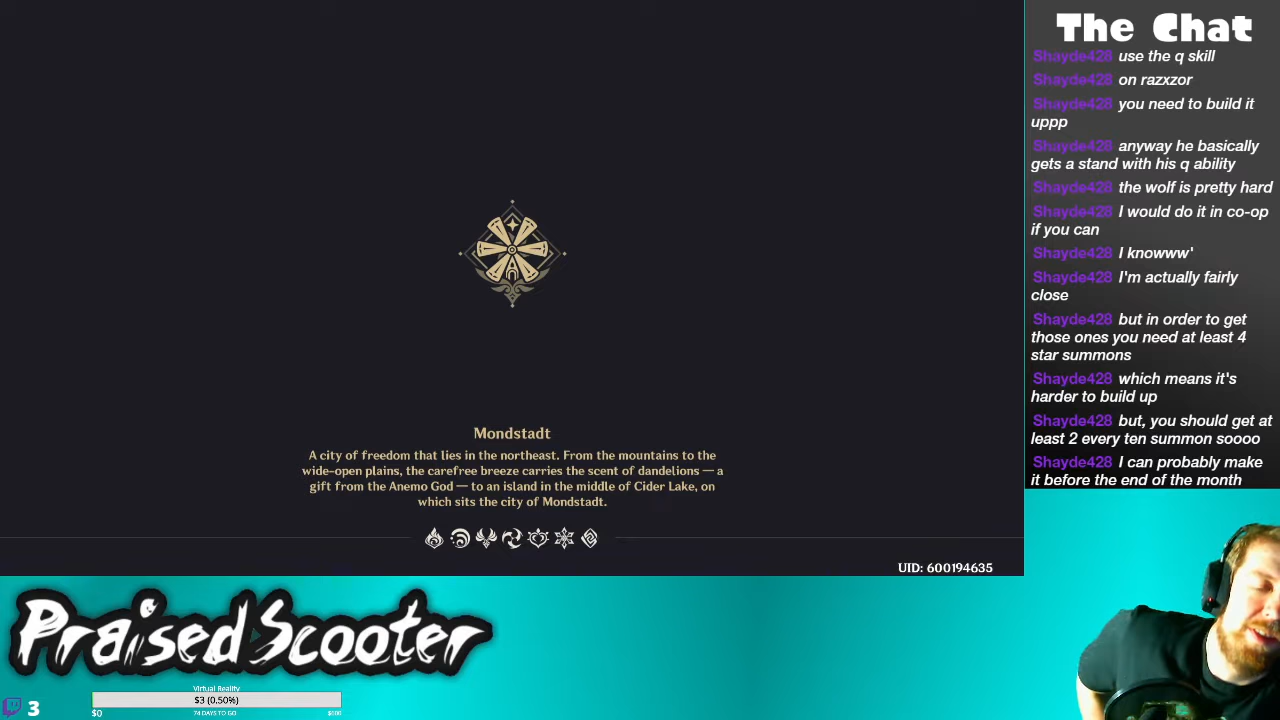 The Chat
Shayde428 use the q skill
Shayde428 on razxzor
Shayde428 you need to build it
uppp
Shayde428 anyway he basically
gets a stand with his q ability
Shayde428 the wolf is pretty hard
Shayde428 I would do it in co-op
if you can
Shayde428 I knowww'
Shayde428 I'm actually fairly
close
Shayde428 but in order to get
those ones you need at least 4
star summons
Shayde428 which means it's
harder to build up
Shayde428 but, you should get at
least 2 every ten summon soooo
Shayde428 I can probably make
it before the end of the month
Mondstadt
A city of freedom that lies in the northeast. From the mountains to the
wide-open plains, the carefree breeze carries the scent of dandelions — a
gift from the Anemo God — to an island in the middle of Cider Lake, on
which sits the city of Mondstadt.
UID: 600194635
PraisedScooter
Virtual Reality
$3 (0.50%)
$0 74 DAYS TO GO $600
3